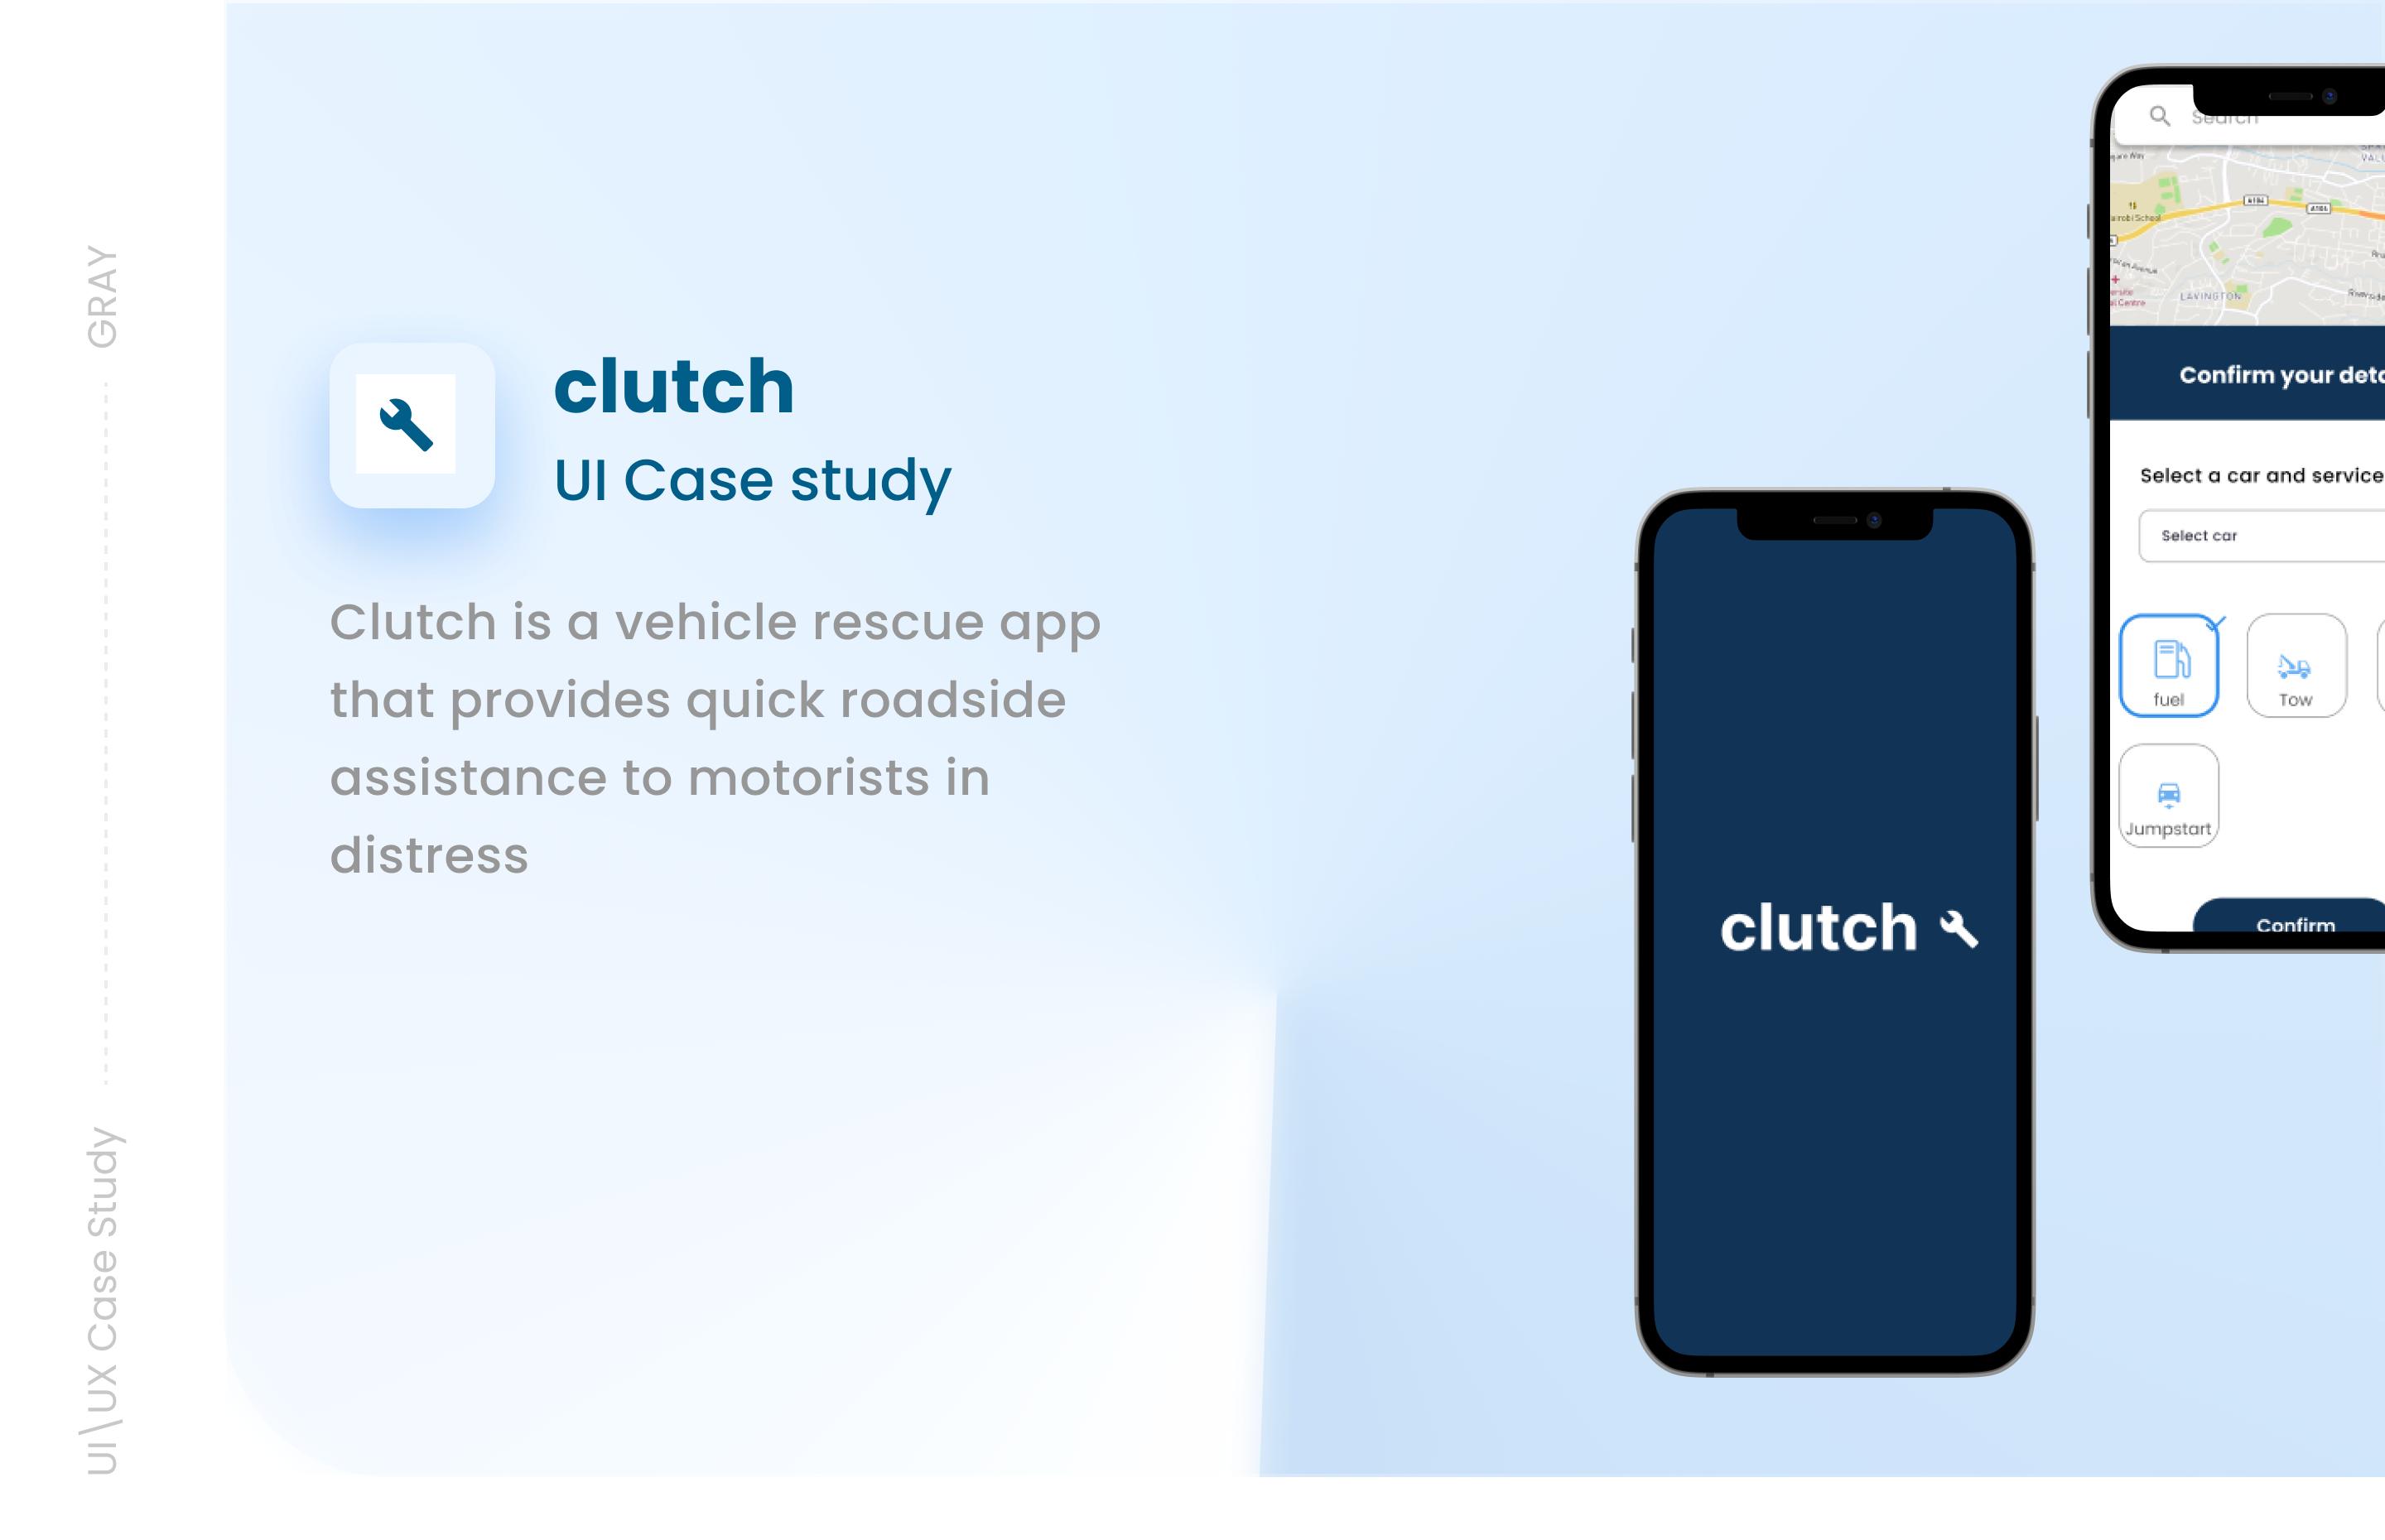 GRAY
UI\UX Case Study
clutch
UI Case study
Clutch is a vehicle rescue app
that provides quick roadside
assistance to motorists in
distress
clutch
Search
LAVINGTON
Confirm your
Select a car and service
Select car
fuel
Tow
Jumpstart
Confirm